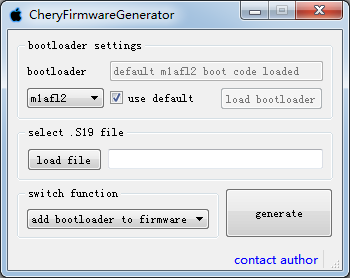 CheryFirmwareGenerator
bootloader settings
bootloader default m1afl2 boot code loaded
m1afl2 use default load bootloader
select .S19 file
load file
switch function
add bootloader to firmware
generate
contact author